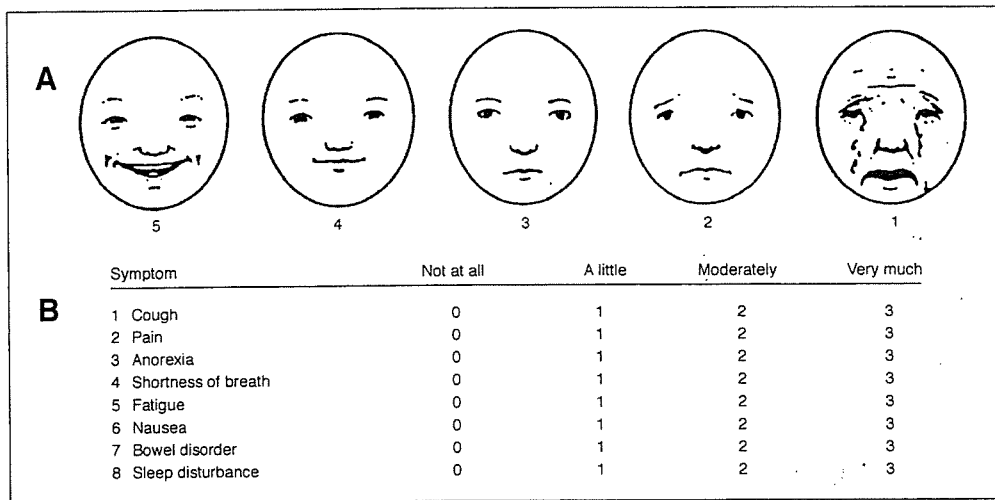 A
5 4 3 2 1
Symptom Not at all A little Moderately Very much
B
1 Cough 0 1 2 3
2 Pain 0 1 2 3
3 Anorexia 0 1 2 3
4 Shortness of breath 0 1 2 3
5 Fatigue 0 1 2 3
6 Nausea 0 1 2 3
7 Bowel disorder 0 1 2 3
8 Sleep disturbance 0 1 2 3